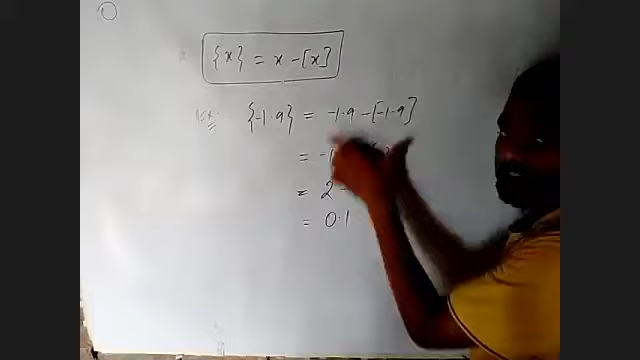 ①
{x} = x - [x]
Ex: {-1.9} = -1.9 - [-1.9]
= -1
= 2 -
= 0.1